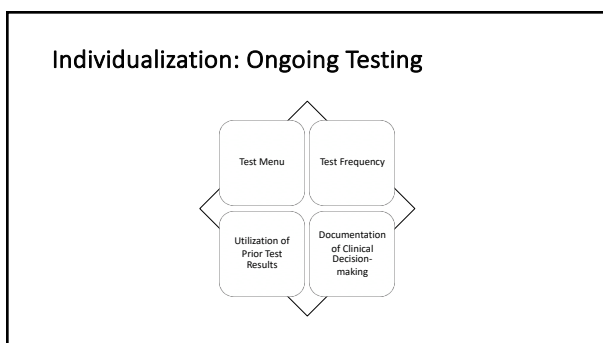 Individualization: Ongoing Testing
Test Menu
Test Frequency
Utilization of
Prior Test
Results
Documentation
of Clinical
Decision-
making